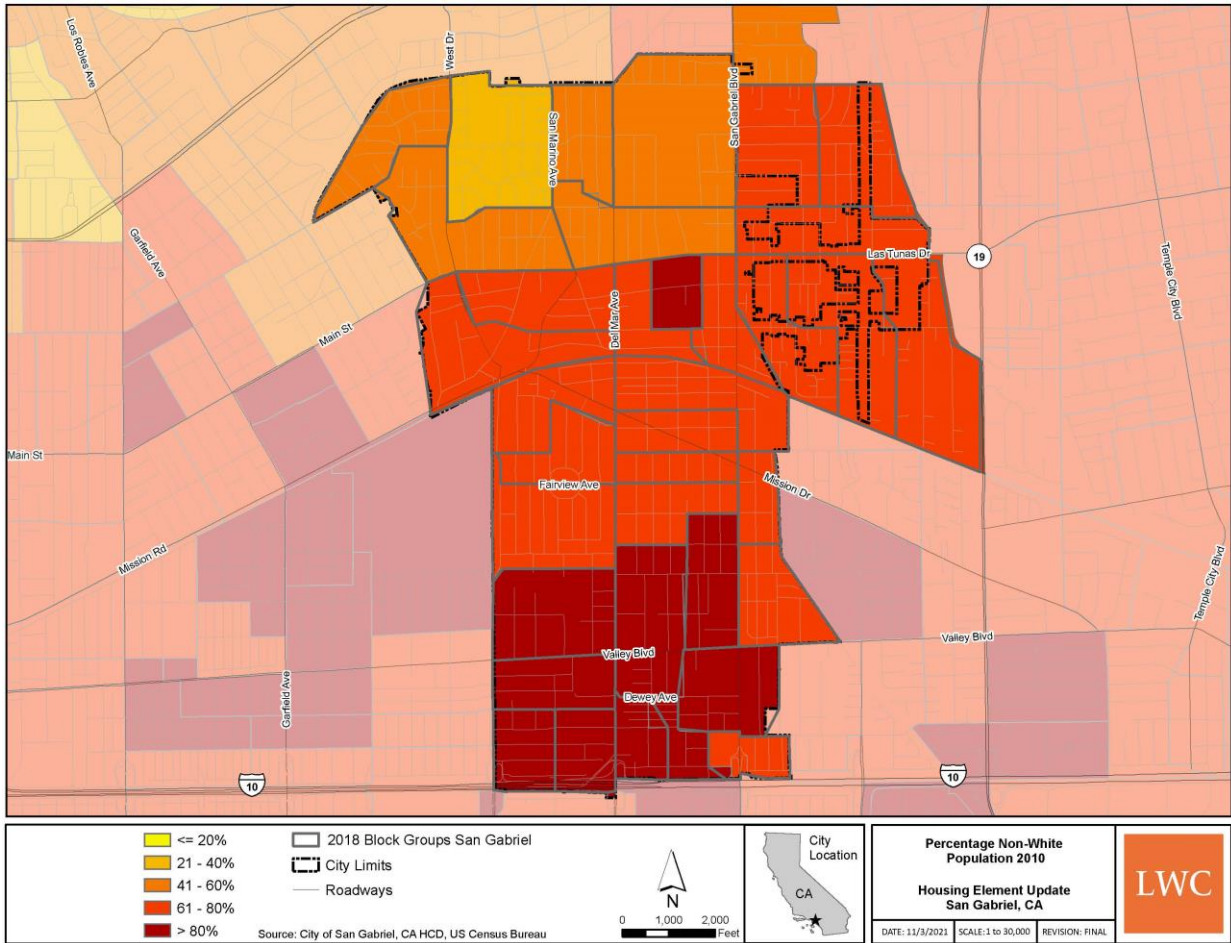 Los Robles Ave
West Dr
San Marino Ave
San Gabriel Blvd
Garfield Ave
Las Tunas Dr
19
Temple City Blvd
Main St
Del Mar Ave
Main St
Fairview Ave
Mission Dr
Mission Rd
Temple City Blvd
Valley Blvd
Valley Blvd
Dewey Ave
Garfield Ave
10
10
<= 20%
21 - 40%
41 - 60%
61 - 80%
> 80%
2018 Block Groups San Gabriel
City Limits
Roadways
Source: City of San Gabriel, CA HCD, US Census Bureau
N
0 1,000 2,000
Feet
City
Location
CA
Percentage Non-White
Population 2010
Housing Element Update
San Gabriel, CA
DATE: 11/3/2021 SCALE: 1 to 30,000 REVISION: FINAL
LWC